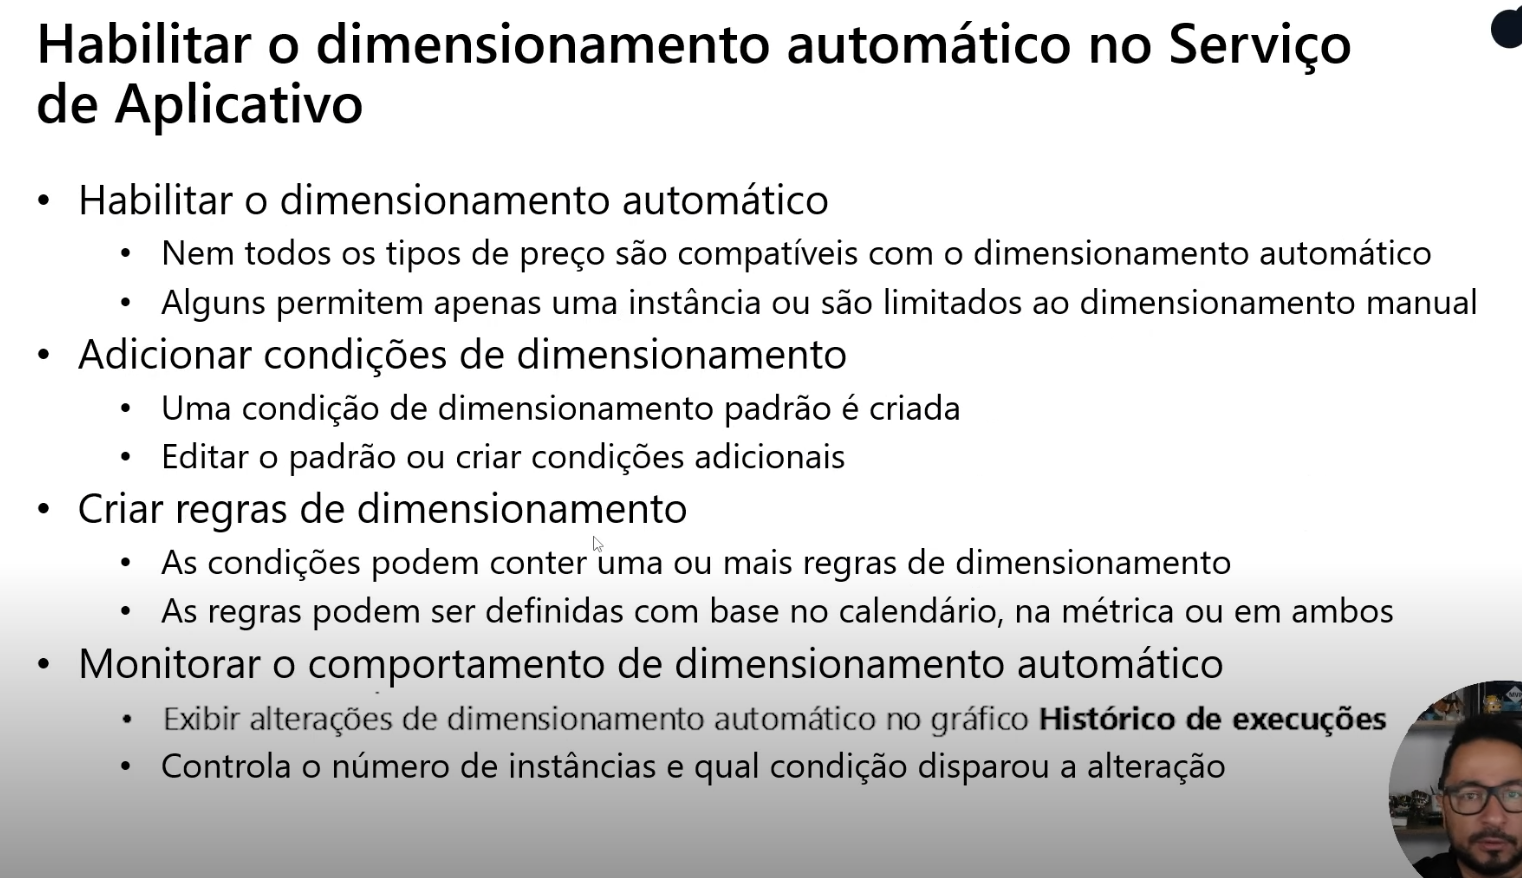 Habilitar o dimensionamento automático no Serviço
de Aplicativo
• Habilitar o dimensionamento automático
• Nem todos os tipos de preço são compatíveis com o dimensionamento automático
• Alguns permitem apenas uma instância ou são limitados ao dimensionamento manual
• Adicionar condições de dimensionamento
• Uma condição de dimensionamento padrão é criada
• Editar o padrão ou criar condições adicionais
• Criar regras de dimensionamento
• As condições podem conter uma ou mais regras de dimensionamento
• As regras podem ser definidas com base no calendário, na métrica ou em ambos
• Monitorar o comportamento de dimensionamento automático
• Exibir alterações de dimensionamento automático no gráfico Histórico de execuções
• Controla o número de instâncias e qual condição disparou a alteração